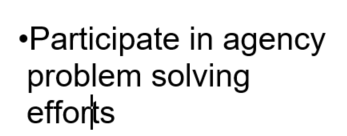 •Participate in agency
problem solving
efforts